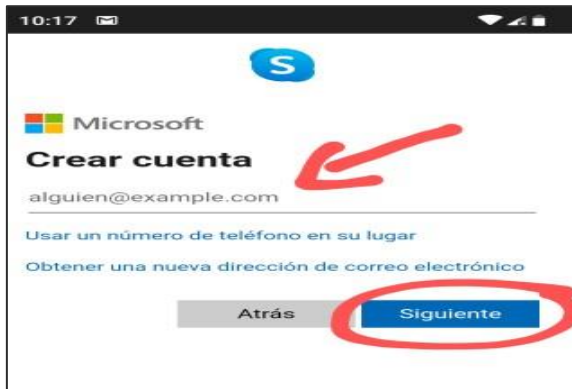 10:17
S
Microsoft
Crear cuenta
alguien@example.com
Usar un número de teléfono en su lugar
Obtener una nueva dirección de correo electrónico
Atrás Siguiente